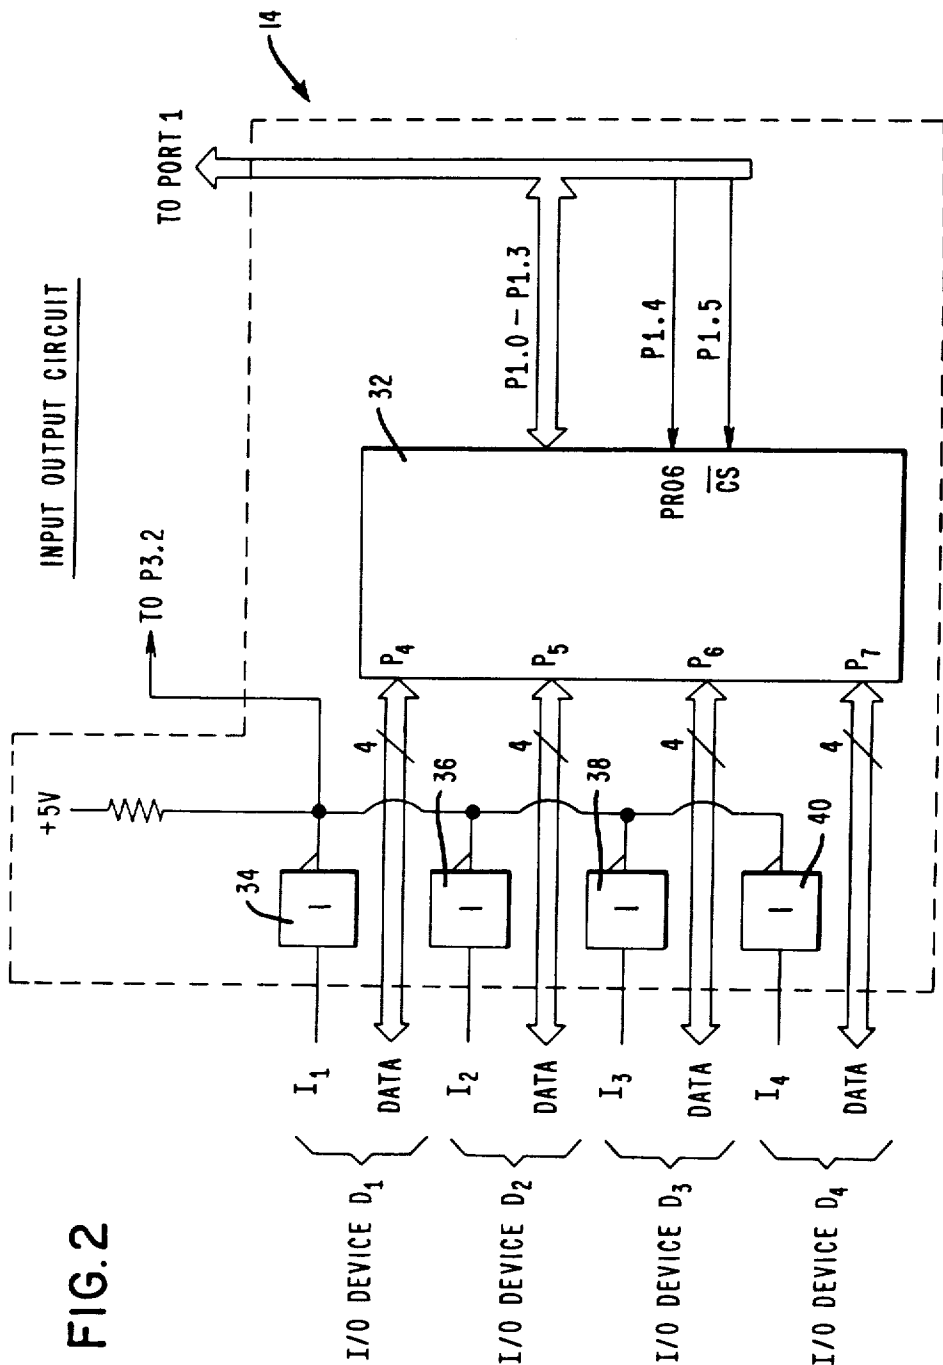 FIG.2
INPUT OUTPUT CIRCUIT
14
TO PORT 1
TO P3.2
+5V
34
36
38
40
32
I/O DEVICE D1
I1
DATA
I
4
P4
I/O DEVICE D2
I2
DATA
I
4
P5
I/O DEVICE D3
I3
DATA
I
4
P6
I/O DEVICE D4
I4
DATA
I
4
P7
P1.0 – P1.3
PROG
P1.4
CS
P1.5